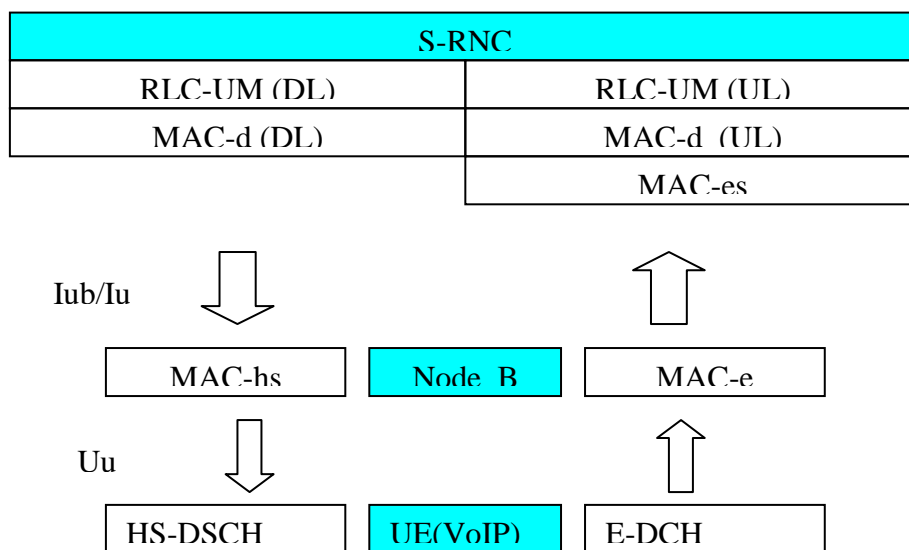 S-RNC
RLC-UM (DL) RLC-UM (UL)
MAC-d (DL) MAC-d (UL)
MAC-es
Iub/Iu
MAC-hs Node B MAC-e
Uu
HS-DSCH UE(VoIP) E-DCH